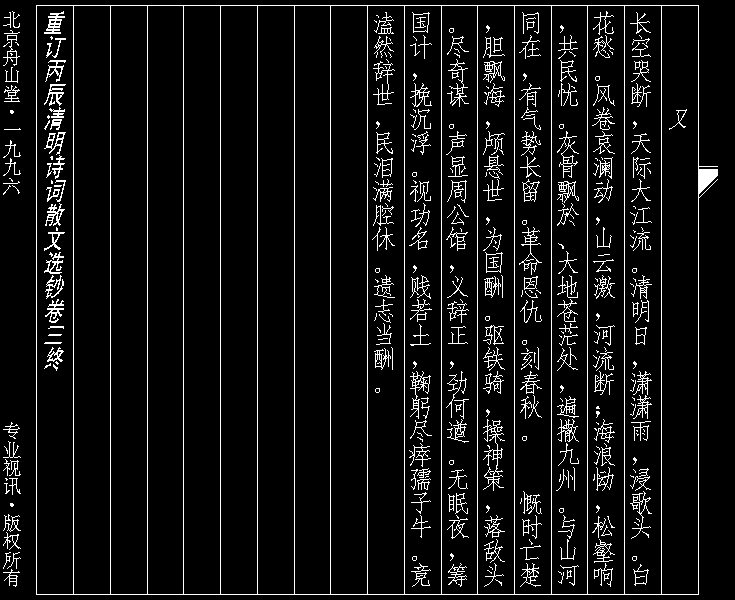 又
长空哭断，天际大江流。清明日，潇潇雨，浸歌头。白
花愁。风卷哀澜动，山云激，河流断；海浪恸，松壑响
，共民忧。灰骨飘於、大地苍茫处，遍撒九州。与山河
同在，有气势长留。革命恩仇。刻春秋。　　慨时亡楚
，胆飘海，颅悬世，为国酬。驱铁骑，操神策，落敌头
。尽奇谋。声显周公馆，义辞正，劲何遒。无眠夜，筹
国计，挽沉浮。视功名，贱若土，鞠躬尽瘁孺子牛。竟
溘然辞世，民泪满腔休。遗志当酬。
重订丙辰清明诗词散文选钞卷三终
北京舟山堂·一九九六
专业视讯·版权所有